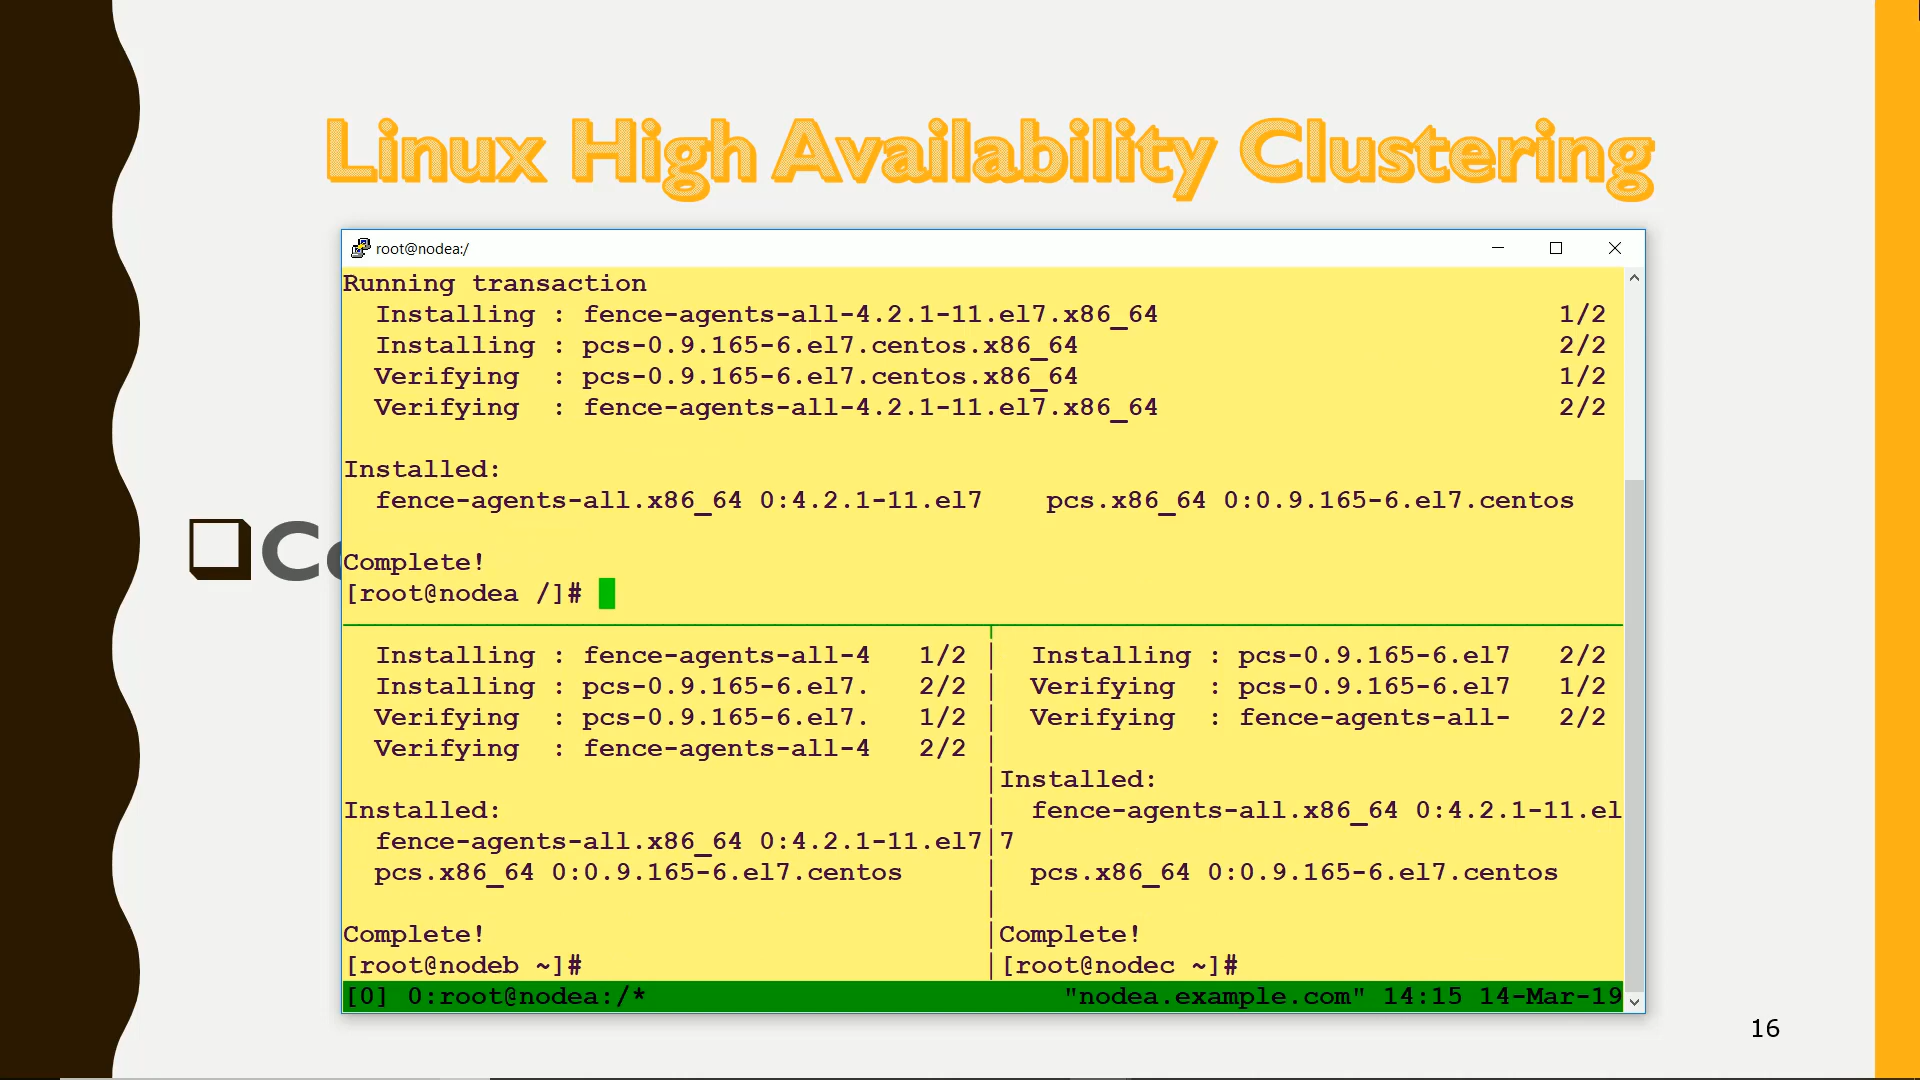 Linux High Availability Clustering
root@nodea:/
Running transaction
Installing : fence-agents-all-4.2.1-11.el7.x86_64 1/2
Installing : pcs-0.9.165-6.el7.centos.x86_64 2/2
Verifying : pcs-0.9.165-6.el7.centos.x86_64 1/2
Verifying : fence-agents-all-4.2.1-11.el7.x86_64 2/2
Installed:
fence-agents-all.x86_64 0:4.2.1-11.el7 pcs.x86_64 0:0.9.165-6.el7.centos
Complete!
[root@nodea /]#
Installing : fence-agents-all-4 1/2
Installing : pcs-0.9.165-6.el7. 2/2
Verifying : pcs-0.9.165-6.el7. 1/2
Verifying : fence-agents-all-4 2/2
Installed:
fence-agents-all.x86_64 0:4.2.1-11.el7
pcs.x86_64 0:0.9.165-6.el7.centos
Complete!
[root@nodeb ~]#
Installing : pcs-0.9.165-6.el7 2/2
Verifying : pcs-0.9.165-6.el7 1/2
Verifying : fence-agents-all- 2/2
Installed:
fence-agents-all.x86_64 0:4.2.1-11.el
7
pcs.x86_64 0:0.9.165-6.el7.centos
Complete!
[root@nodec ~]#
[0] 0:root@nodea:/* "nodea.example.com" 14:15 14-Mar-19
16